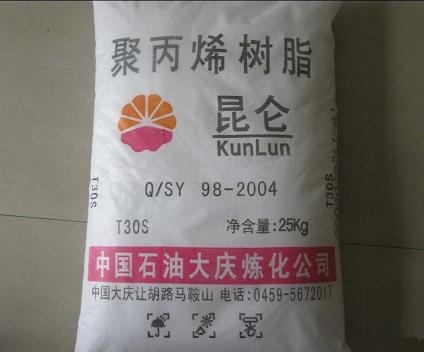 聚丙烯树脂
昆仑
KunLun
T30S
Q/SY 98-2004
T30S 净含量:25Kg
中国石油大庆炼化公司
中国大庆让胡路马鞍山 电话:0459-5672017